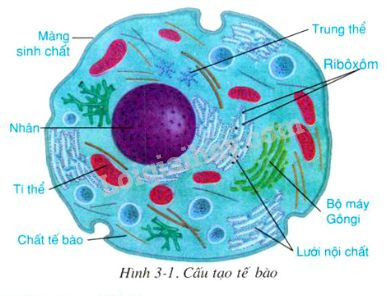 Màng
sinh chất
Trung thể
Ribôxôm
Nhân
Ti thể
Bộ máy
Gôngi
Chất tế bào
Lưới nội chất
Hình 3-1. Cấu tạo tế bào